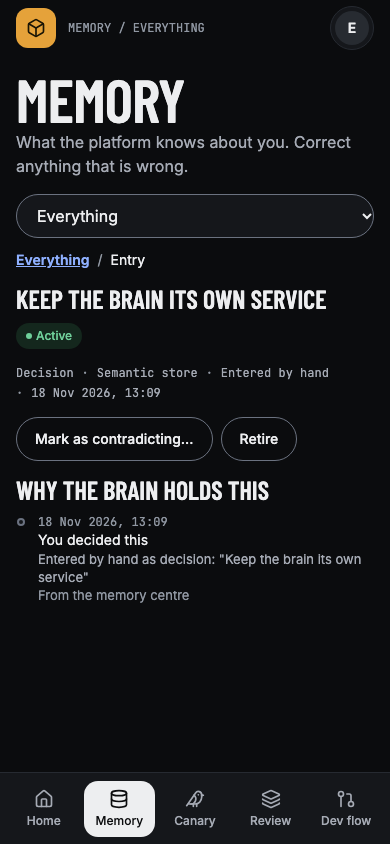 MEMORY / EVERYTHING
E
MEMORY
What the platform knows about you. Correct
anything that is wrong.
Everything
Everything / Entry
KEEP THE BRAIN ITS OWN SERVICE
Active
Decision · Semantic store · Entered by hand
· 18 Nov 2026, 13:09
Mark as contradicting...
Retire
WHY THE BRAIN HOLDS THIS
18 Nov 2026, 13:09
You decided this
Entered by hand as decision: "Keep the brain its own
service"
From the memory centre
Home
Memory
Canary
Review
Dev flow